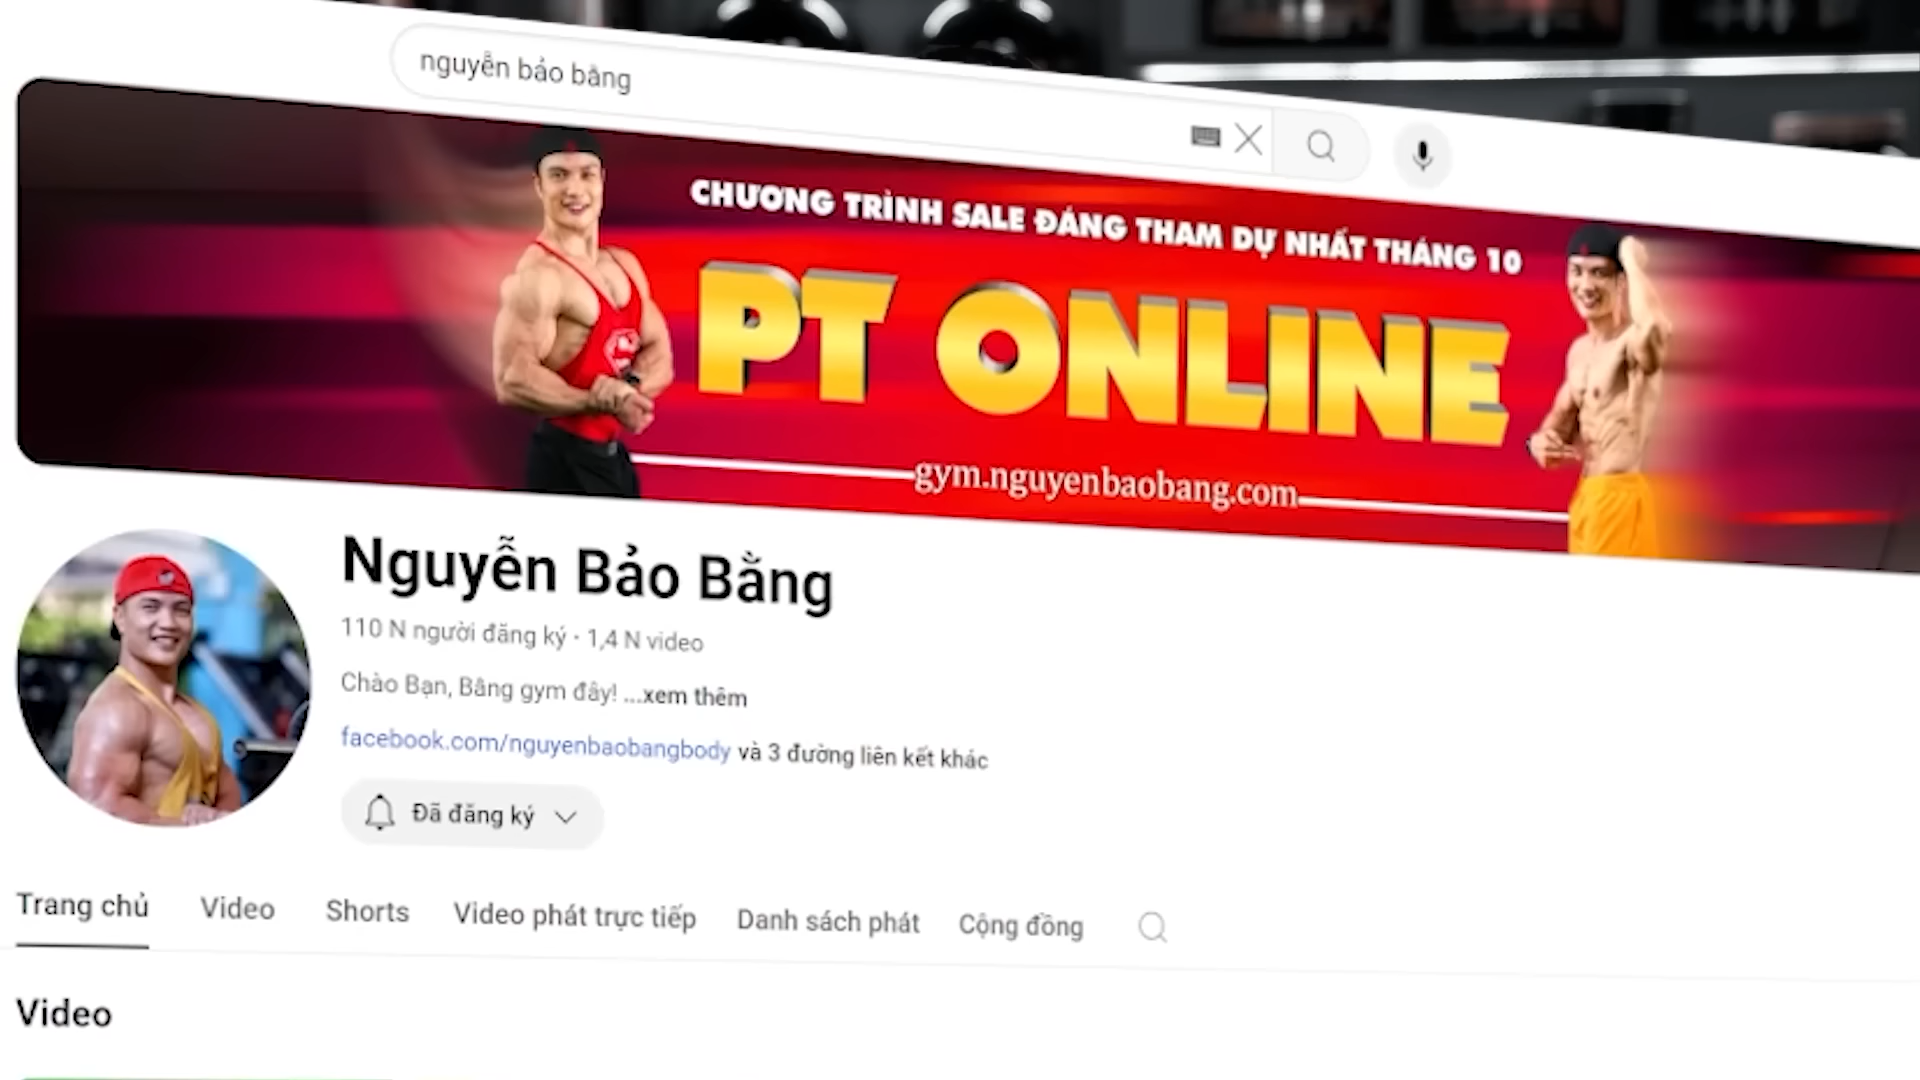 nguyễn bảo bằng
CHƯƠNG TRÌNH SALE ĐÁNG THAM DỰ NHẤT THÁNG 10
PT ONLINE
gym.nguyenbaobang.com
Nguyễn Bảo Bằng
110 N người đăng ký · 1,4 N video
Chào Bạn, Bằng gym đây! ...xem thêm
facebook.com/nguyenbaobangbody và 3 đường liên kết khác
Đã đăng ký
Trang chủ Video Shorts Video phát trực tiếp Danh sách phát Cộng đồng
Video